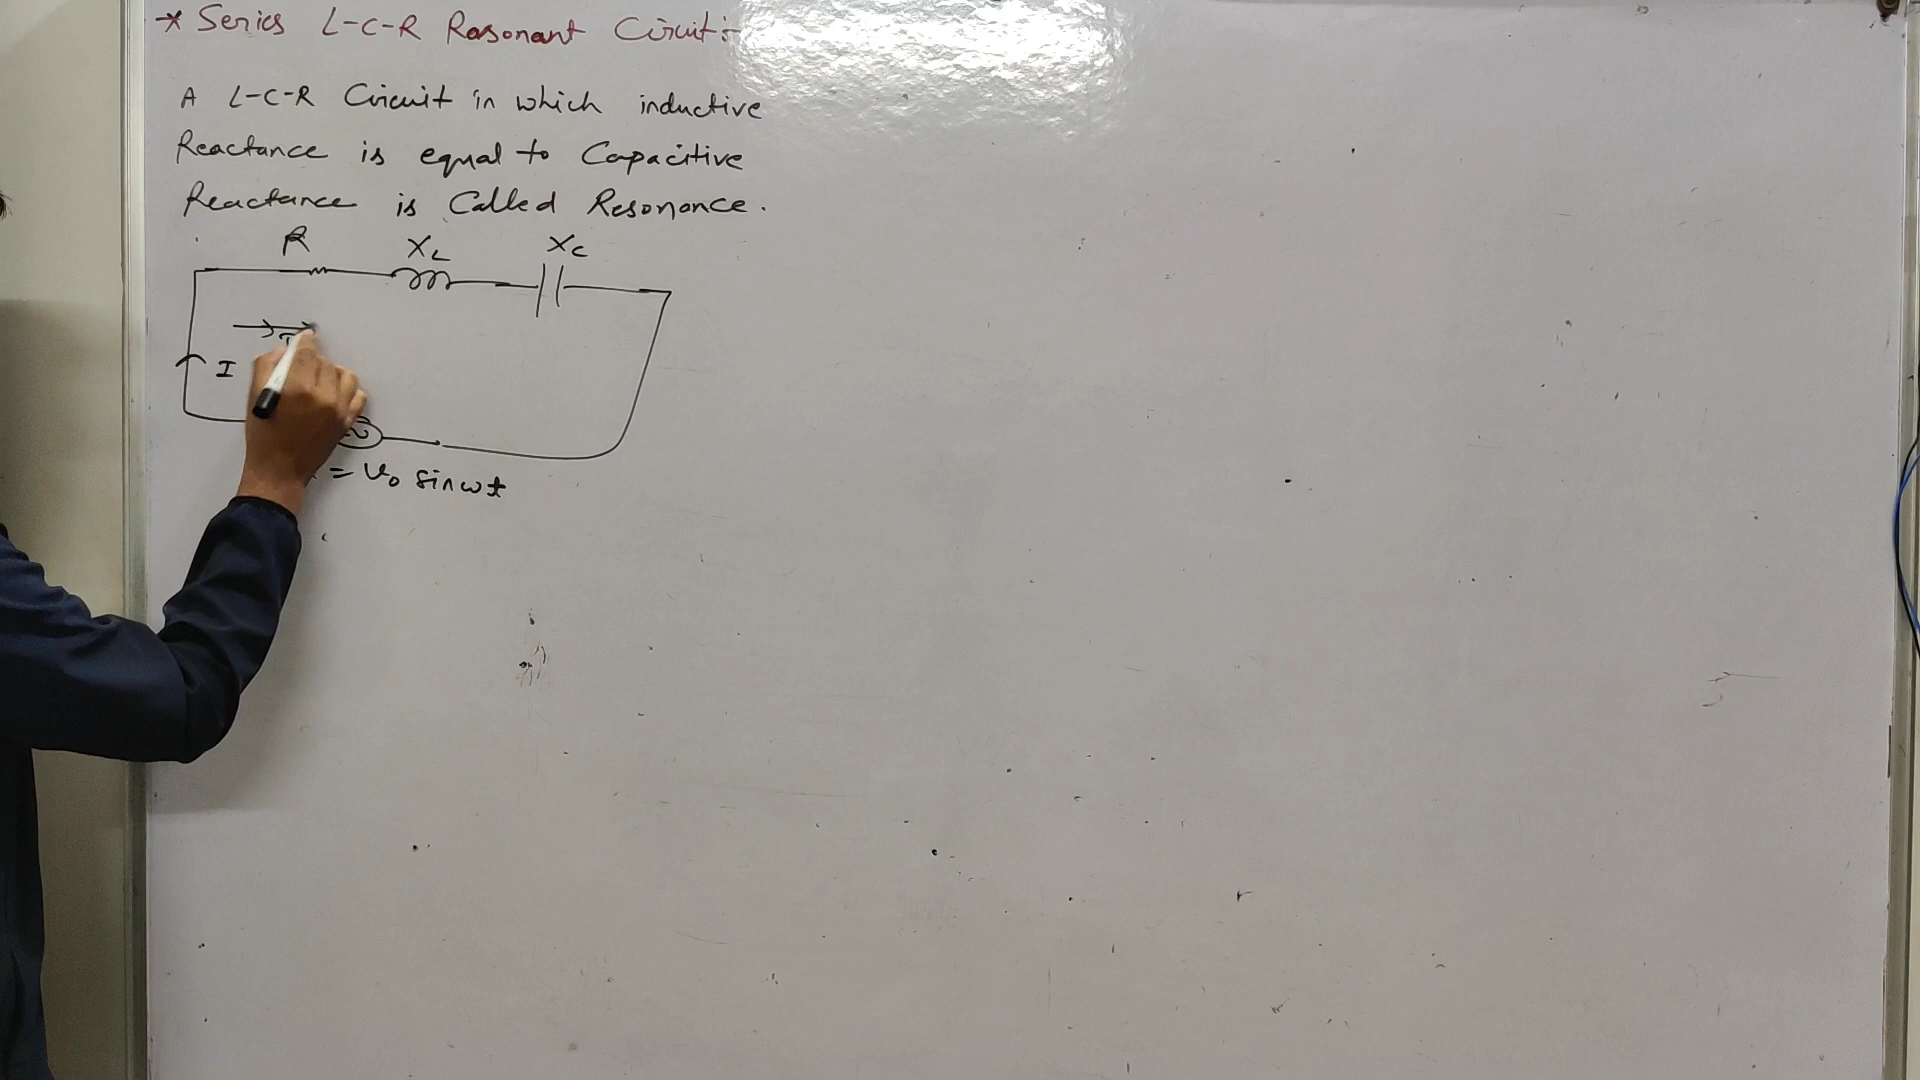 * Series L-C-R Resonant Circuit:-
A L-C-R Circuit in which inductive
Reactance is equal to Capacitive
Reactance is Called Resonance.
R XL XC
I
= V0 sinωt